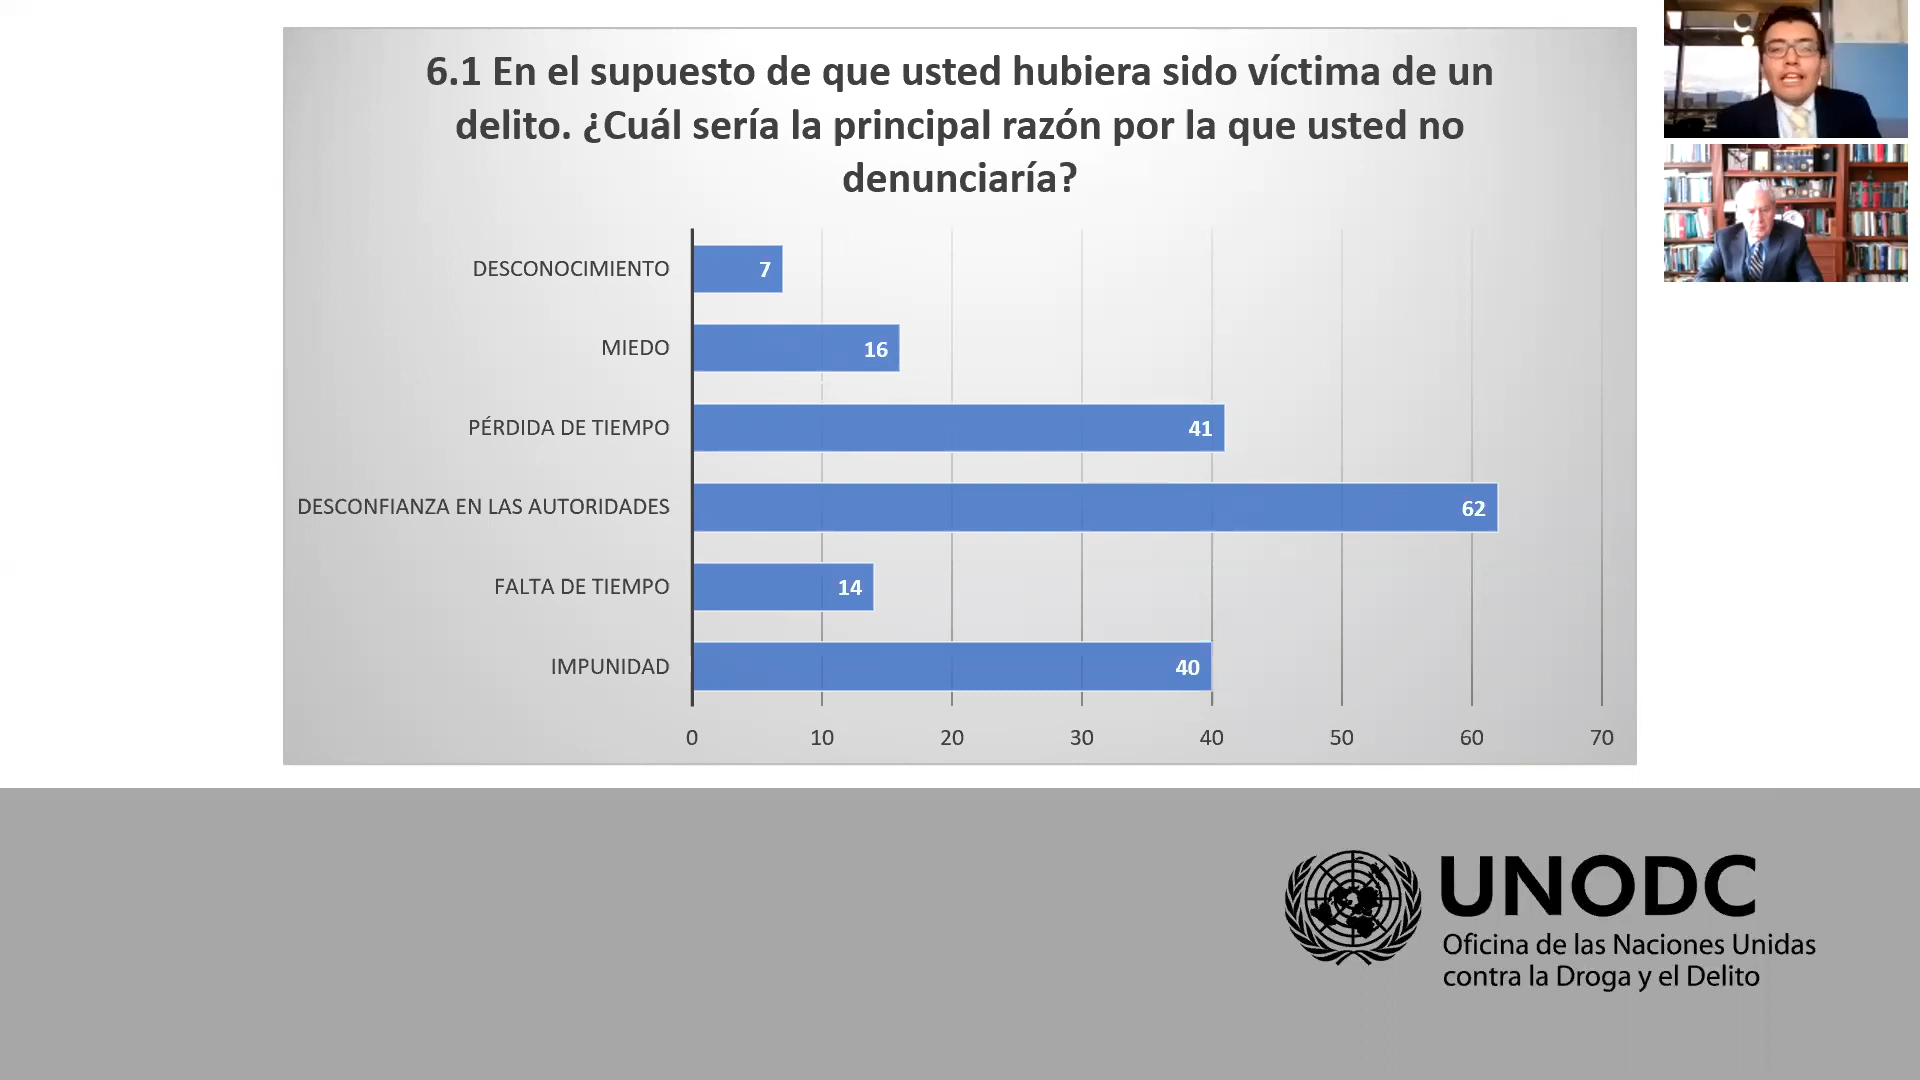 6.1 En el supuesto de que usted hubiera sido víctima de un
delito. ¿Cuál sería la principal razón por la que usted no
denunciaría?
DESCONOCIMIENTO
7
MIEDO
16
PÉRDIDA DE TIEMPO
41
DESCONFIANZA EN LAS AUTORIDADES
62
FALTA DE TIEMPO
14
IMPUNIDAD
40
0 10 20 30 40 50 60 70
UNODC
Oficina de las Naciones Unidas
contra la Droga y el Delito